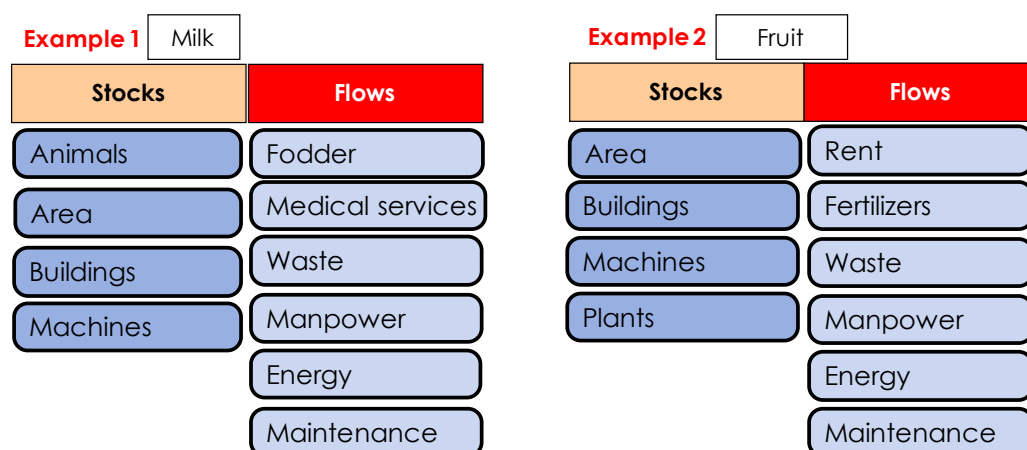 Example 1 Milk
Stocks Flows
Animals Fodder
Area Medical services
Buildings Waste
Machines Manpower
Energy
Maintenance
Example 2 Fruit
Stocks Flows
Area Rent
Buildings Fertilizers
Machines Waste
Plants Manpower
Energy
Maintenance